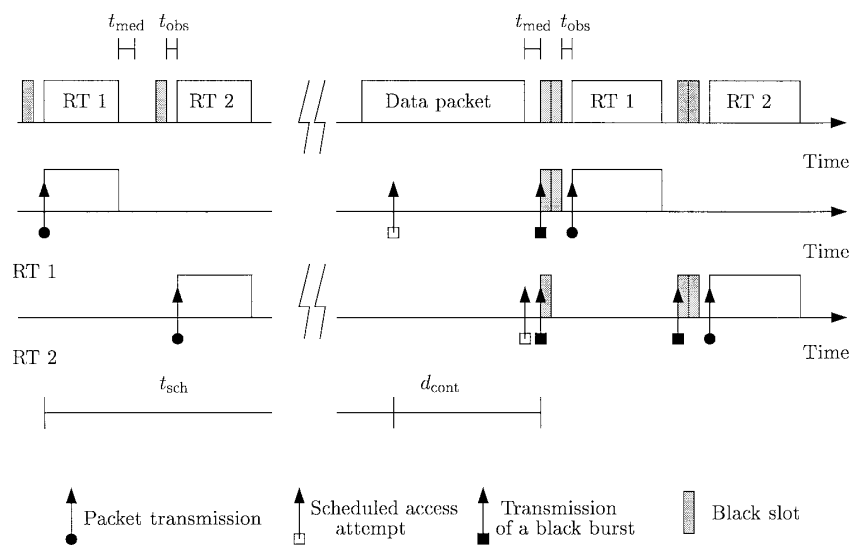 t_med t_obs t_med t_obs
RT 1 RT 2 Data packet RT 1 RT 2
Time
Time
RT 1
Time
RT 2
t_sch d_cont
Packet transmission
Scheduled access
attempt
Transmission
of a black burst
Black slot